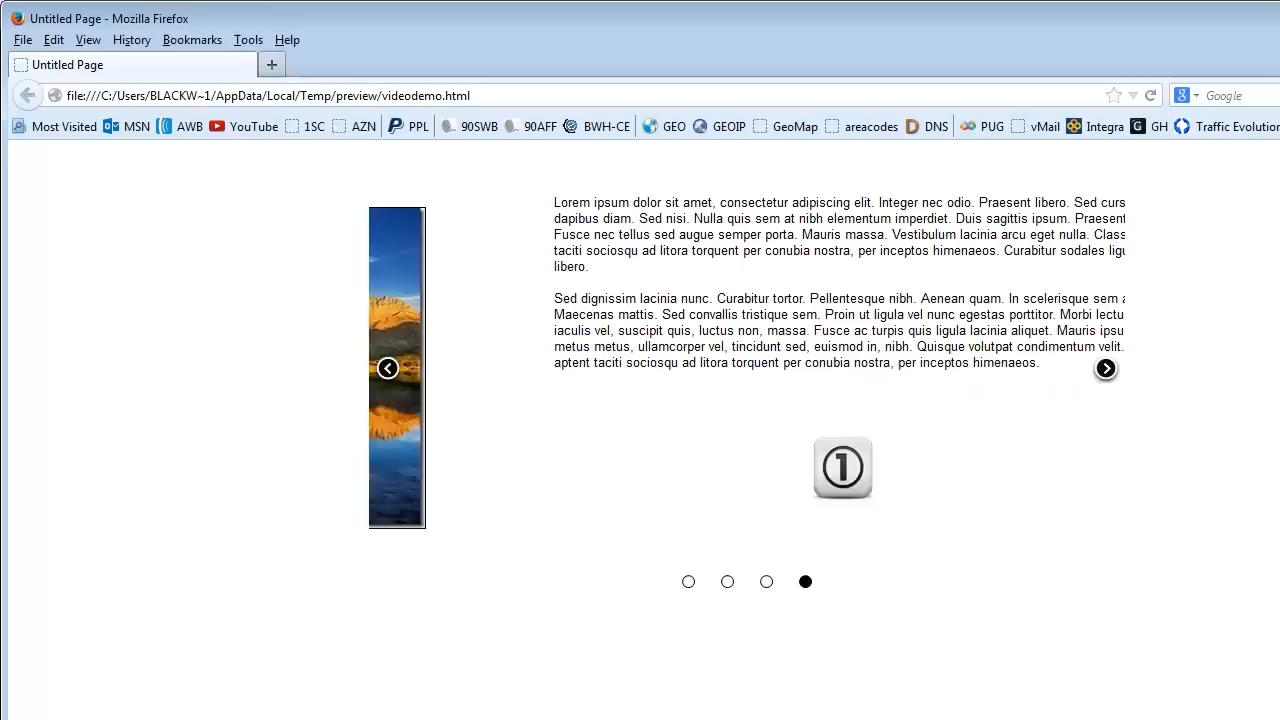 Untitled Page - Mozilla Firefox
File Edit View History Bookmarks Tools Help
Untitled Page +
file:///C:/Users/BLACKW~1/AppData/Local/Temp/preview/videodemo.html
8 Google
Most Visited MSN AWB YouTube 1SC AZN PPL 90SWB 90AFF BWH-CE GEO GEOIP GeoMap areacodes DNS PUG vMail Integra GH Traffic Evolution
Lorem ipsum dolor sit amet, consectetur adipiscing elit. Integer nec odio. Praesent libero. Sed curs
dapibus diam. Sed nisi. Nulla quis sem at nibh elementum imperdiet. Duis sagittis ipsum. Praesent
Fusce nec tellus sed augue semper porta. Mauris massa. Vestibulum lacinia arcu eget nulla. Class
taciti sociosqu ad litora torquent per conubia nostra, per inceptos himenaeos. Curabitur sodales ligu
libero.
Sed dignissim lacinia nunc. Curabitur tortor. Pellentesque nibh. Aenean quam. In scelerisque sem
Maecenas mattis. Sed convallis tristique sem. Proin ut ligula vel nunc egestas porttitor. Morbi lectu
iaculis vel, suscipit quis, luctus non, massa. Fusce ac turpis quis ligula lacinia aliquet. Mauris ipsu
metus metus, ullamcorper vel, tincidunt sed, euismod in, nibh. Quisque volutpat condimentum velit.
aptent taciti sociosqu ad litora torquent per conubia nostra, per inceptos himenaeos.
1